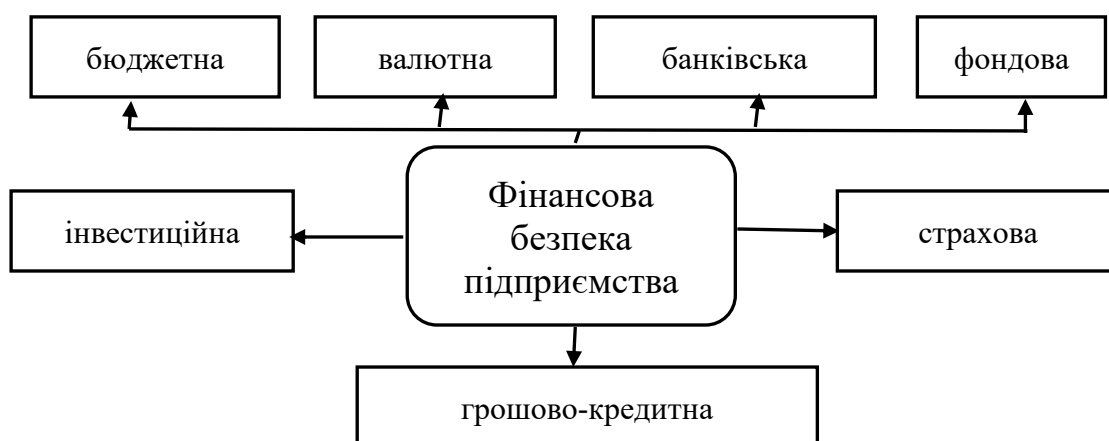 бюджетна
валютна
банківська
фондова
Фінансова
безпека
підприємства
інвестиційна
страхова
грошово-кредитна